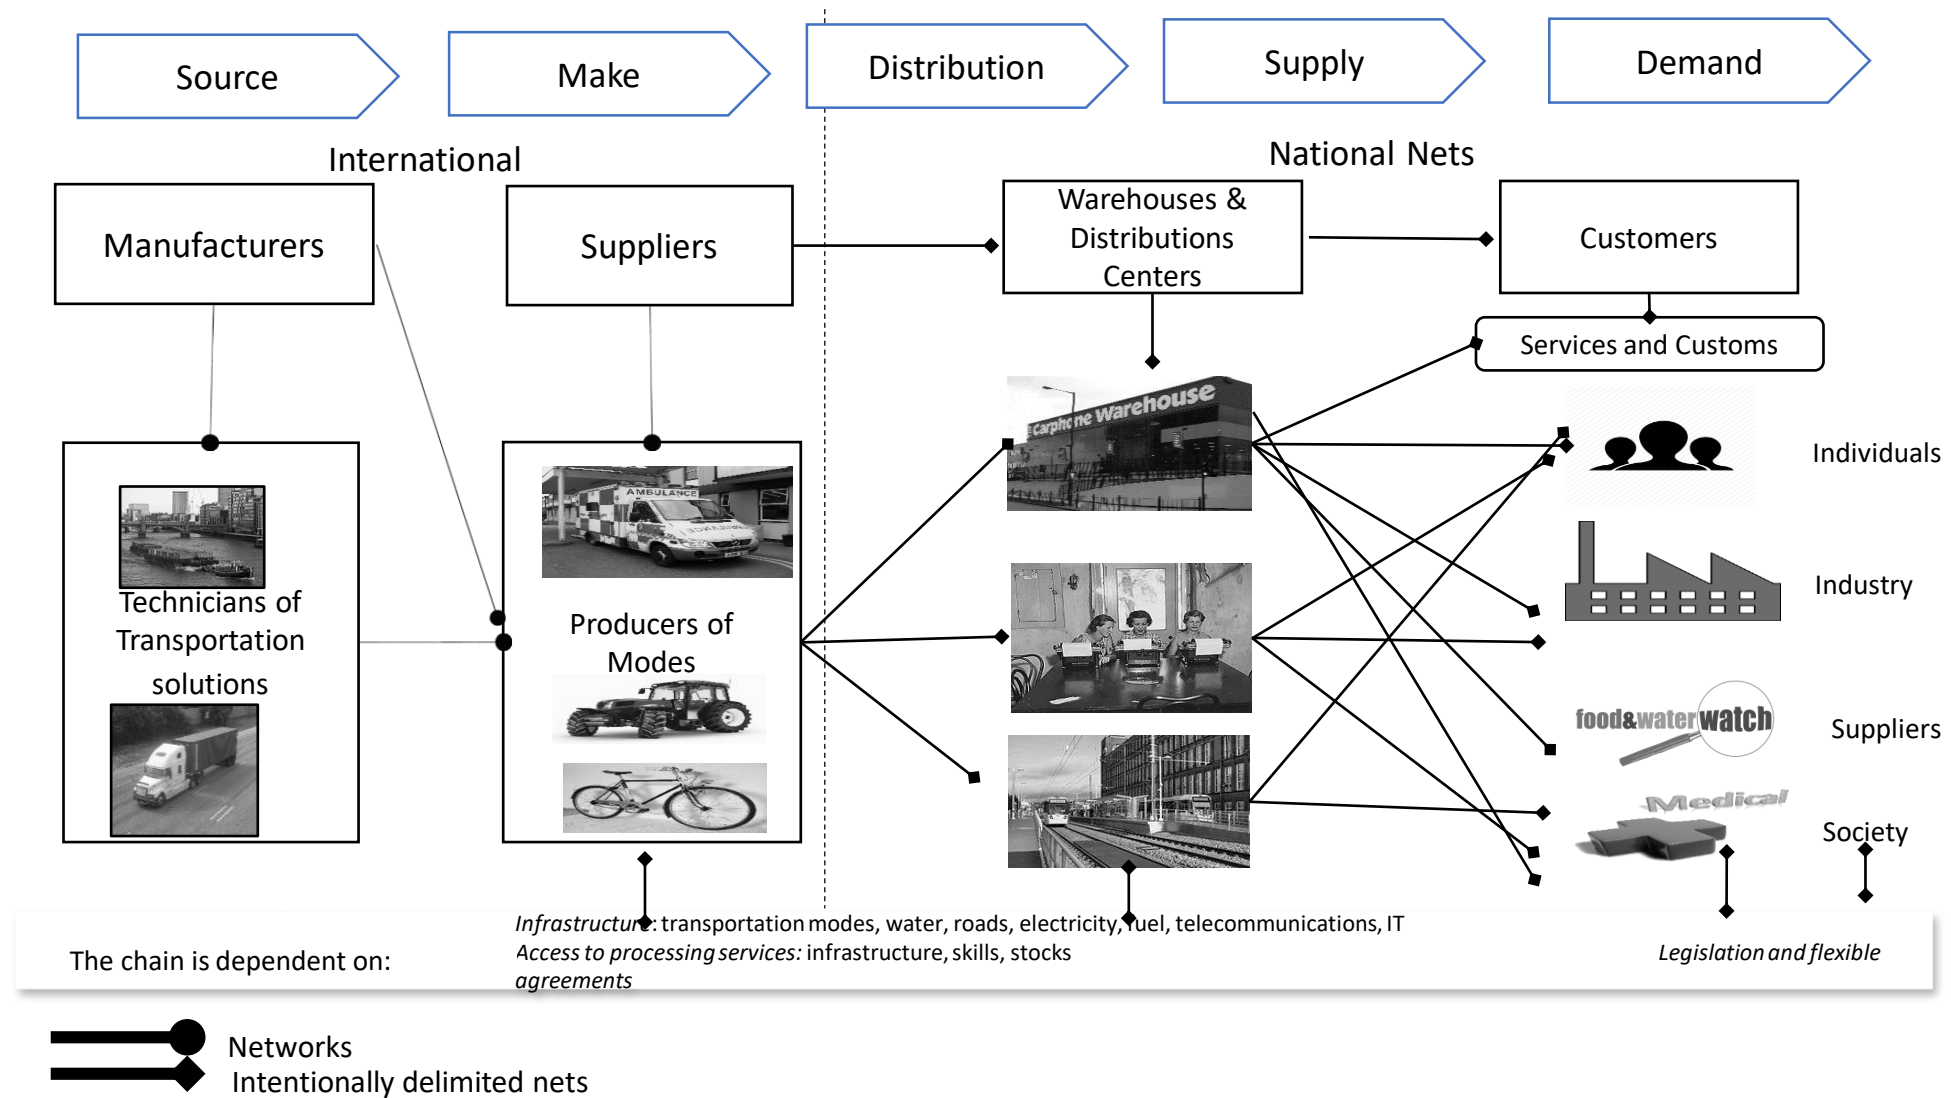 Source
Make
Distribution
Supply
Demand
International
National Nets
Manufacturers
Suppliers
Warehouses &
Distributions
Centers
Customers
Services and Customs
Technicians of
Transportation
solutions
AMBULANCE
Producers of
Modes
Carphone Warehouse
Individuals
Industry
food&waterwatch
Suppliers
Medical
Society
The chain is dependent on:
Infrastructure: transportation modes, water, roads, electricity, fuel, telecommunications, IT
Access to processing services: infrastructure, skills, stocks
Legislation and flexible
agreements
Networks
Intentionally delimited nets